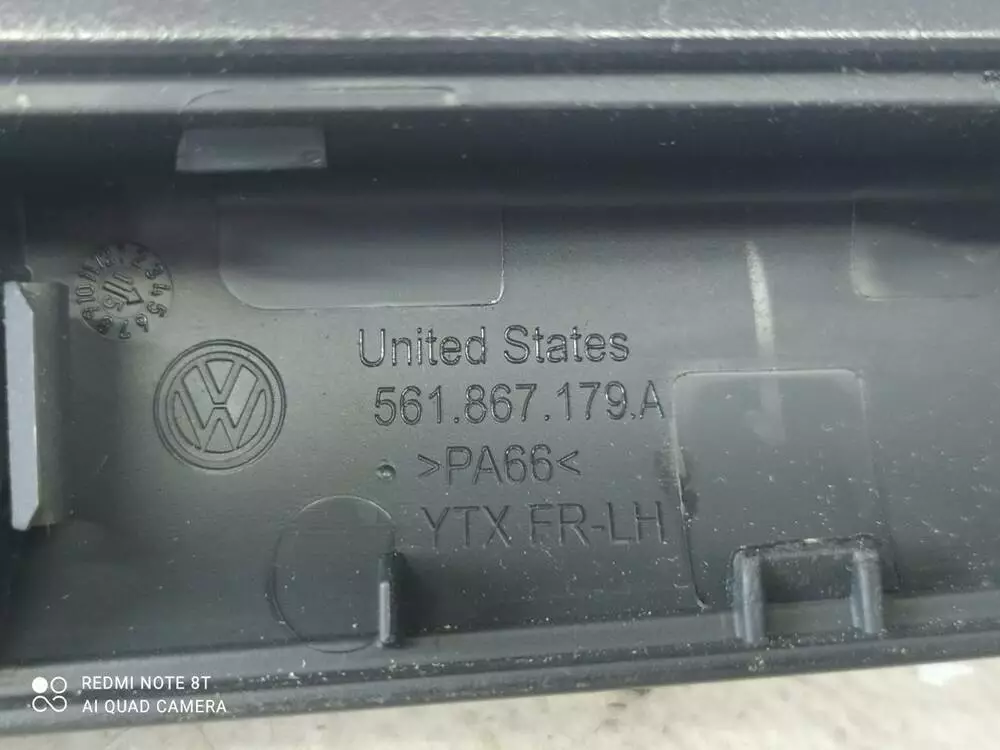 United States
561.867.179.A
>PA66<
YTX FR-LH
REDMI NOTE 8T
AI QUAD CAMERA